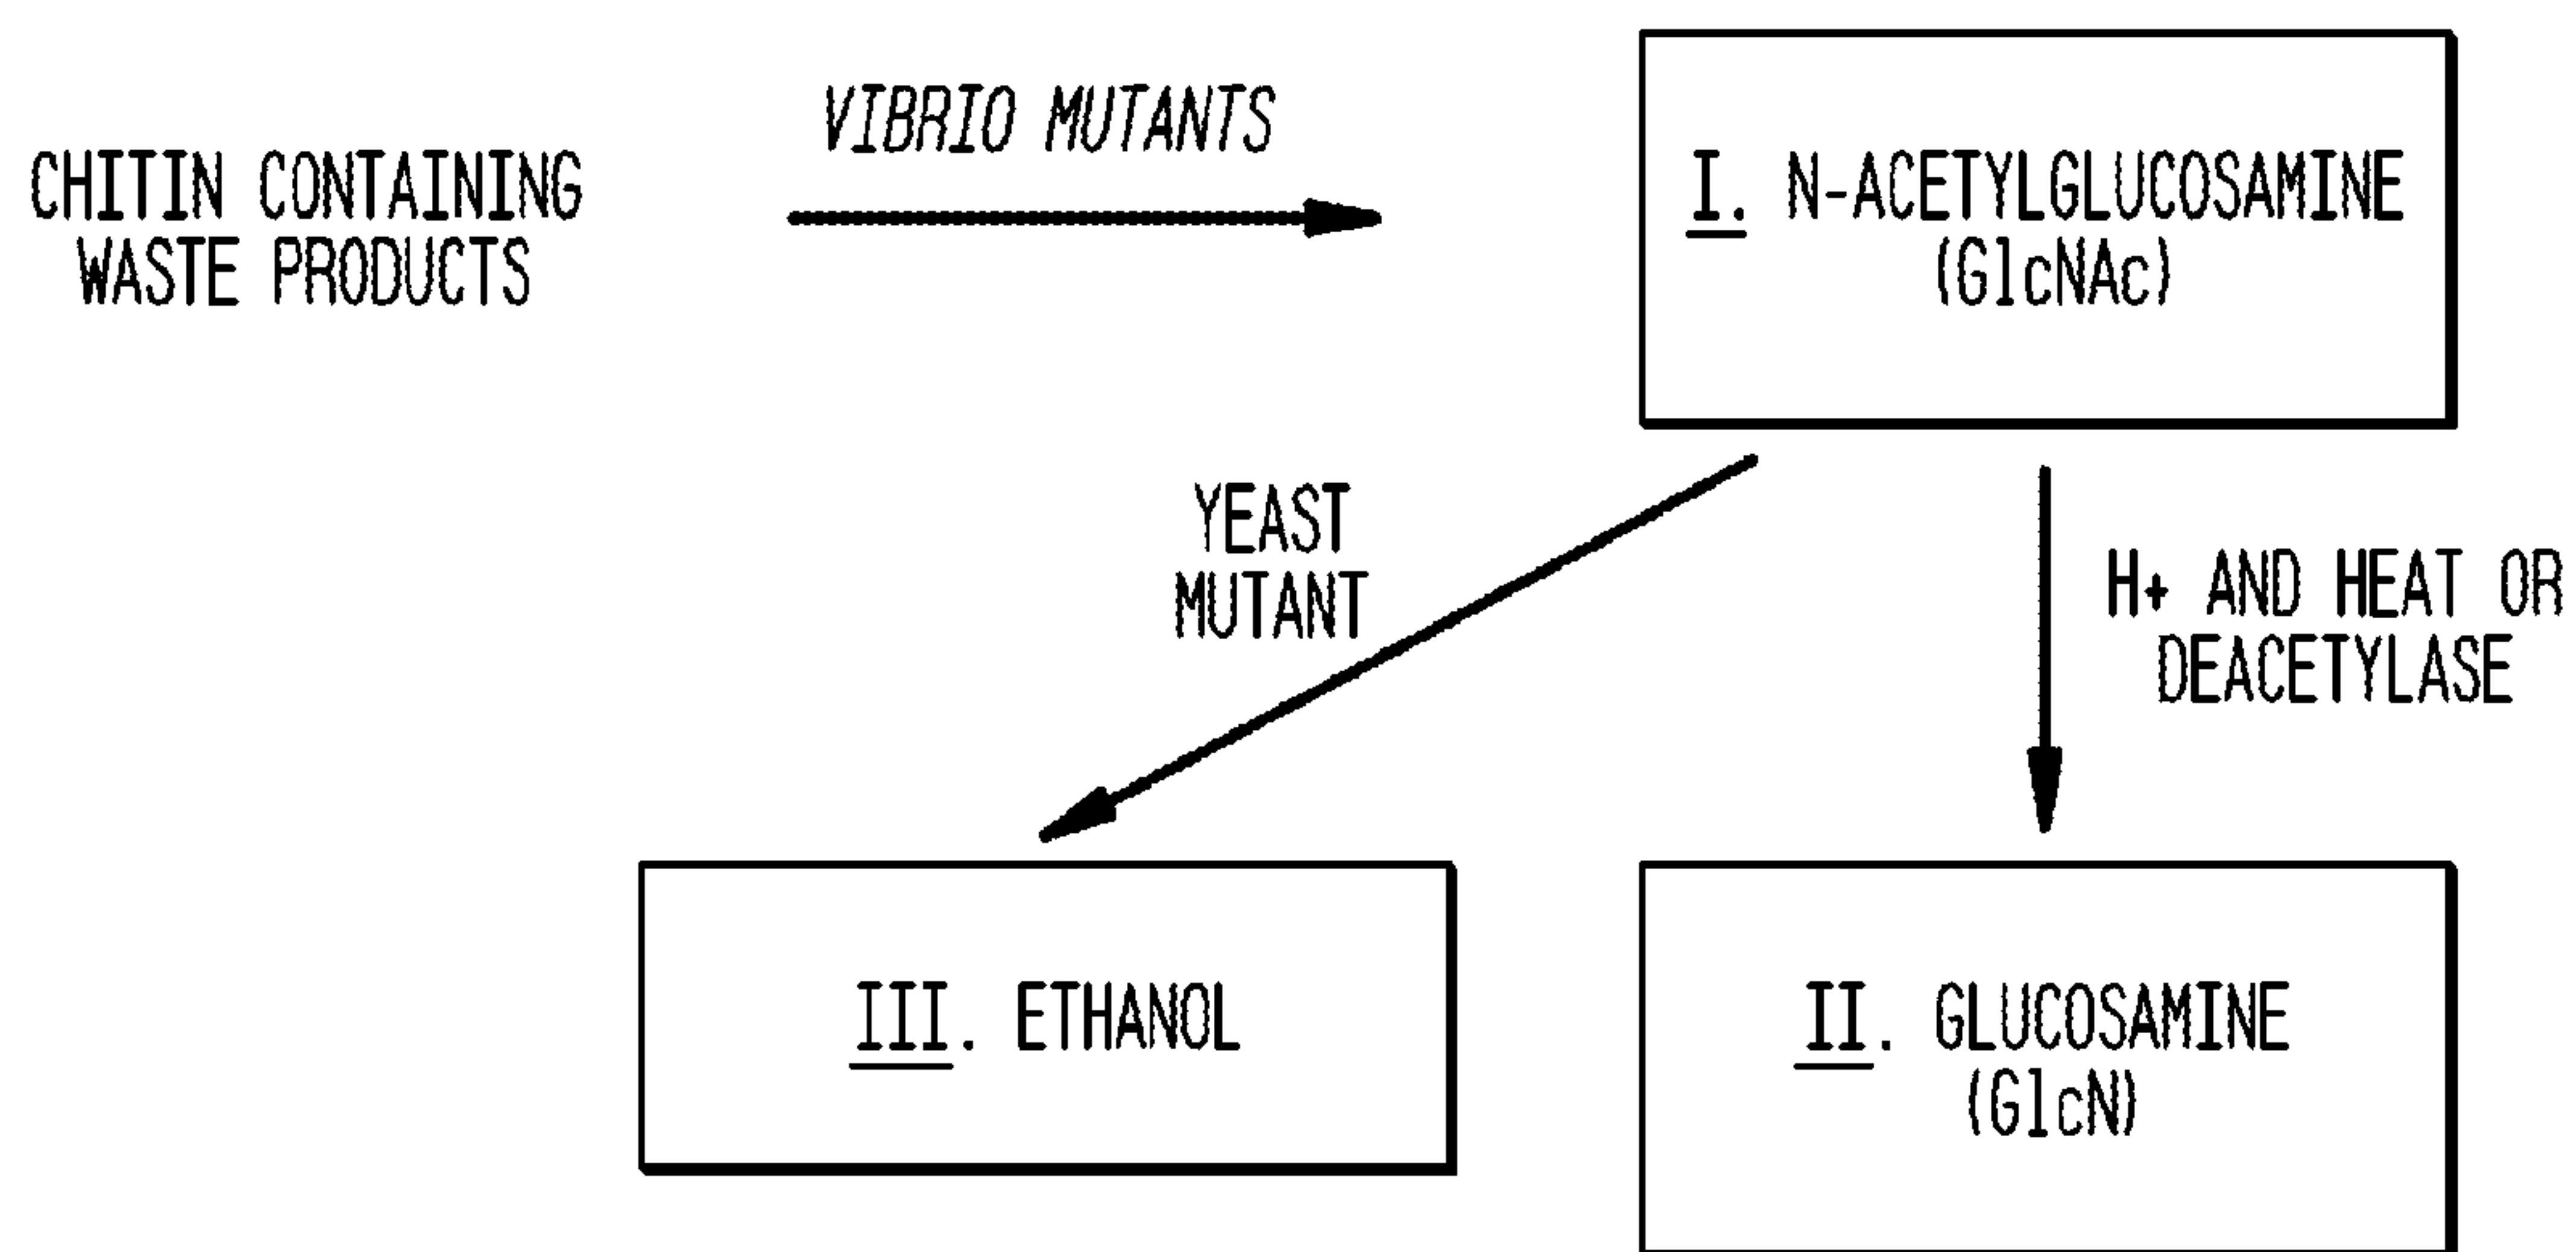 CHITIN CONTAINING
WASTE PRODUCTS
VIBRIO MUTANTS
I. N-ACETYLGLUCOSAMINE
(GlcNAc)
YEAST
MUTANT
H+ AND HEAT OR
DEACETYLASE
III. ETHANOL
II. GLUCOSAMINE
(GlcN)